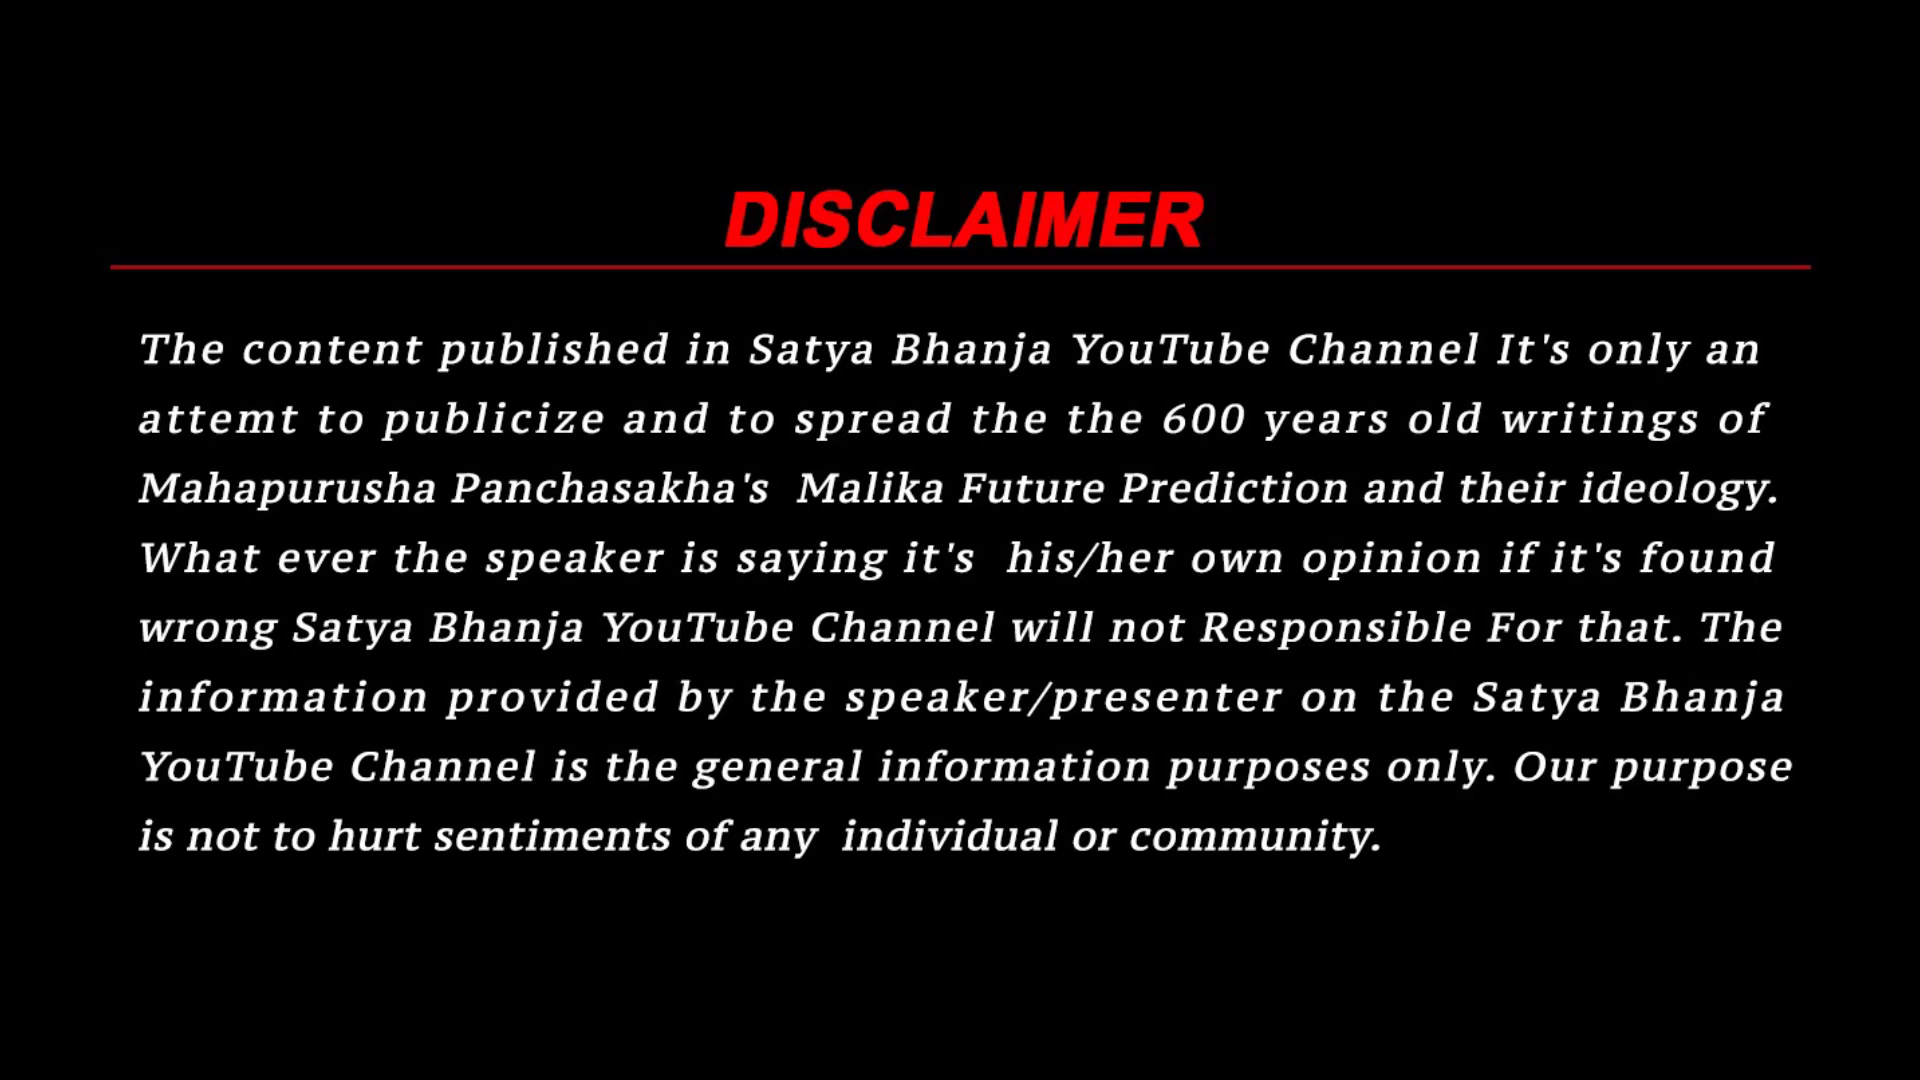 DISCLAIMER
The content published in Satya Bhanja YouTube Channel It's only an
attemt to publicize and to spread the the 600 years old writings of
Mahapurusha Panchasakha's Malika Future Prediction and their ideology.
What ever the speaker is saying it's his/her own opinion if it's found
wrong Satya Bhanja YouTube Channel will not Responsible For that. The
information provided by the speaker/presenter on the Satya Bhanja
YouTube Channel is the general information purposes only. Our purpose
is not to hurt sentiments of any individual or community.